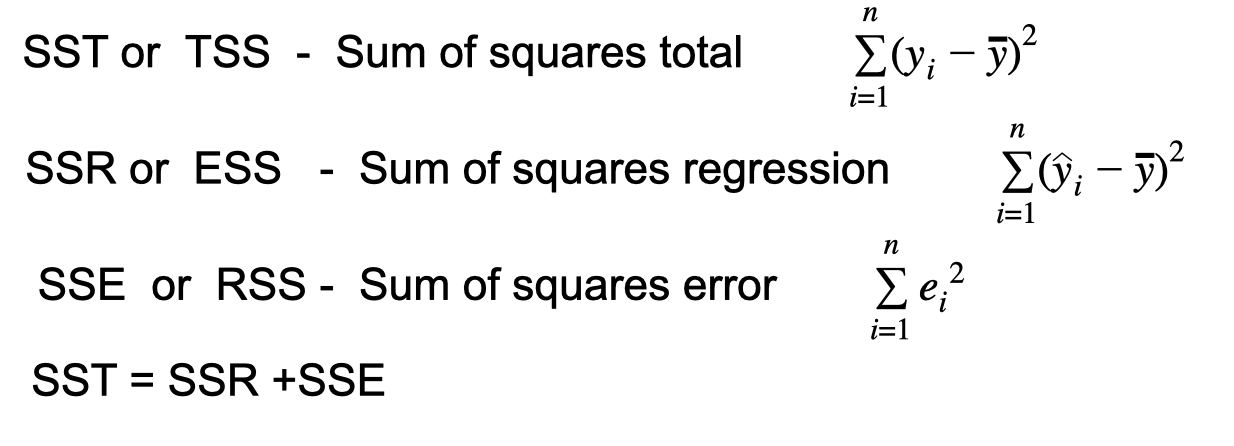 SST or TSS - Sum of squares total \sum_{i=1}^{n}(y_i - \bar{y})^2
SSR or ESS - Sum of squares regression \sum_{i=1}^{n}(\hat{y}_i - \bar{y})^2
SSE or RSS - Sum of squares error \sum_{i=1}^{n} e_i^2
SST = SSR +SSE